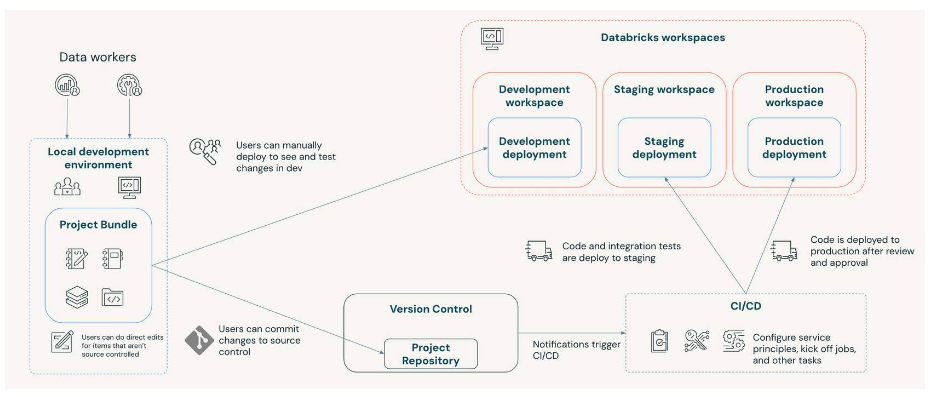 Data workers
Local development
environment
Project Bundle
Users can do direct edits
for items that aren't
source controlled
Users can manually
deploy to see and test
changes in dev
Users can commit
changes to source
control
Databricks workspaces
Development
workspace
Development
deployment
Staging workspace
Staging
deployment
Production
workspace
Production
deployment
Code and integration tests
are deploy to staging
Code is deployed to
production after review
and approval
Version Control
Project
Repository
Notifications trigger
CI/CD
CI/CD
Configure service
principles, kick off jobs,
and other tasks